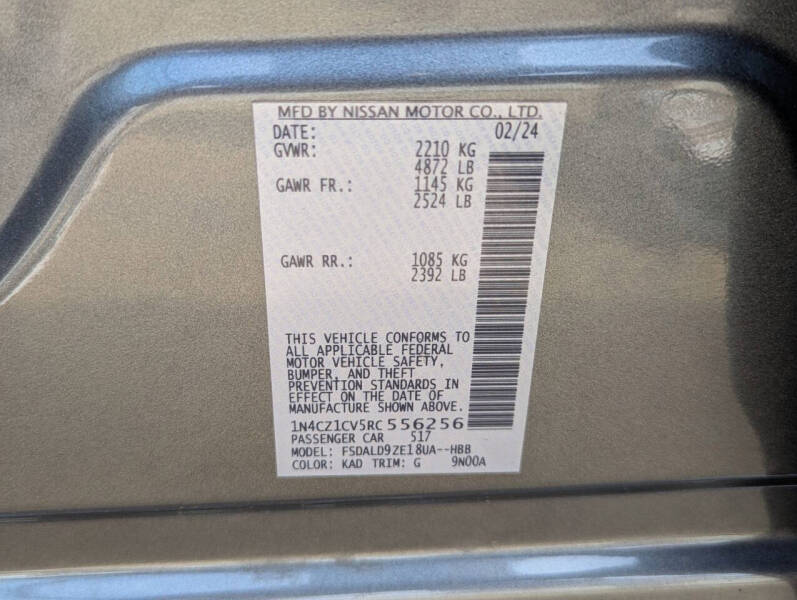 MFD BY NISSAN MOTOR CO., LTD.
DATE: 02/24
GVWR: 2210 KG
4872 LB
GAWR FR.: 1145 KG
2524 LB
GAWR RR.: 1085 KG
2392 LB
THIS VEHICLE CONFORMS TO
ALL APPLICABLE FEDERAL
MOTOR VEHICLE SAFETY,
BUMPER, AND THEFT
PREVENTION STANDARDS IN
EFFECT ON THE DATE OF
MANUFACTURE SHOWN ABOVE.
1N4CZ1CV5RC556256
PASSENGER CAR 517
MODEL: FSDALD9ZE18UA--HBB
COLOR: KAD TRIM: G 9N00A